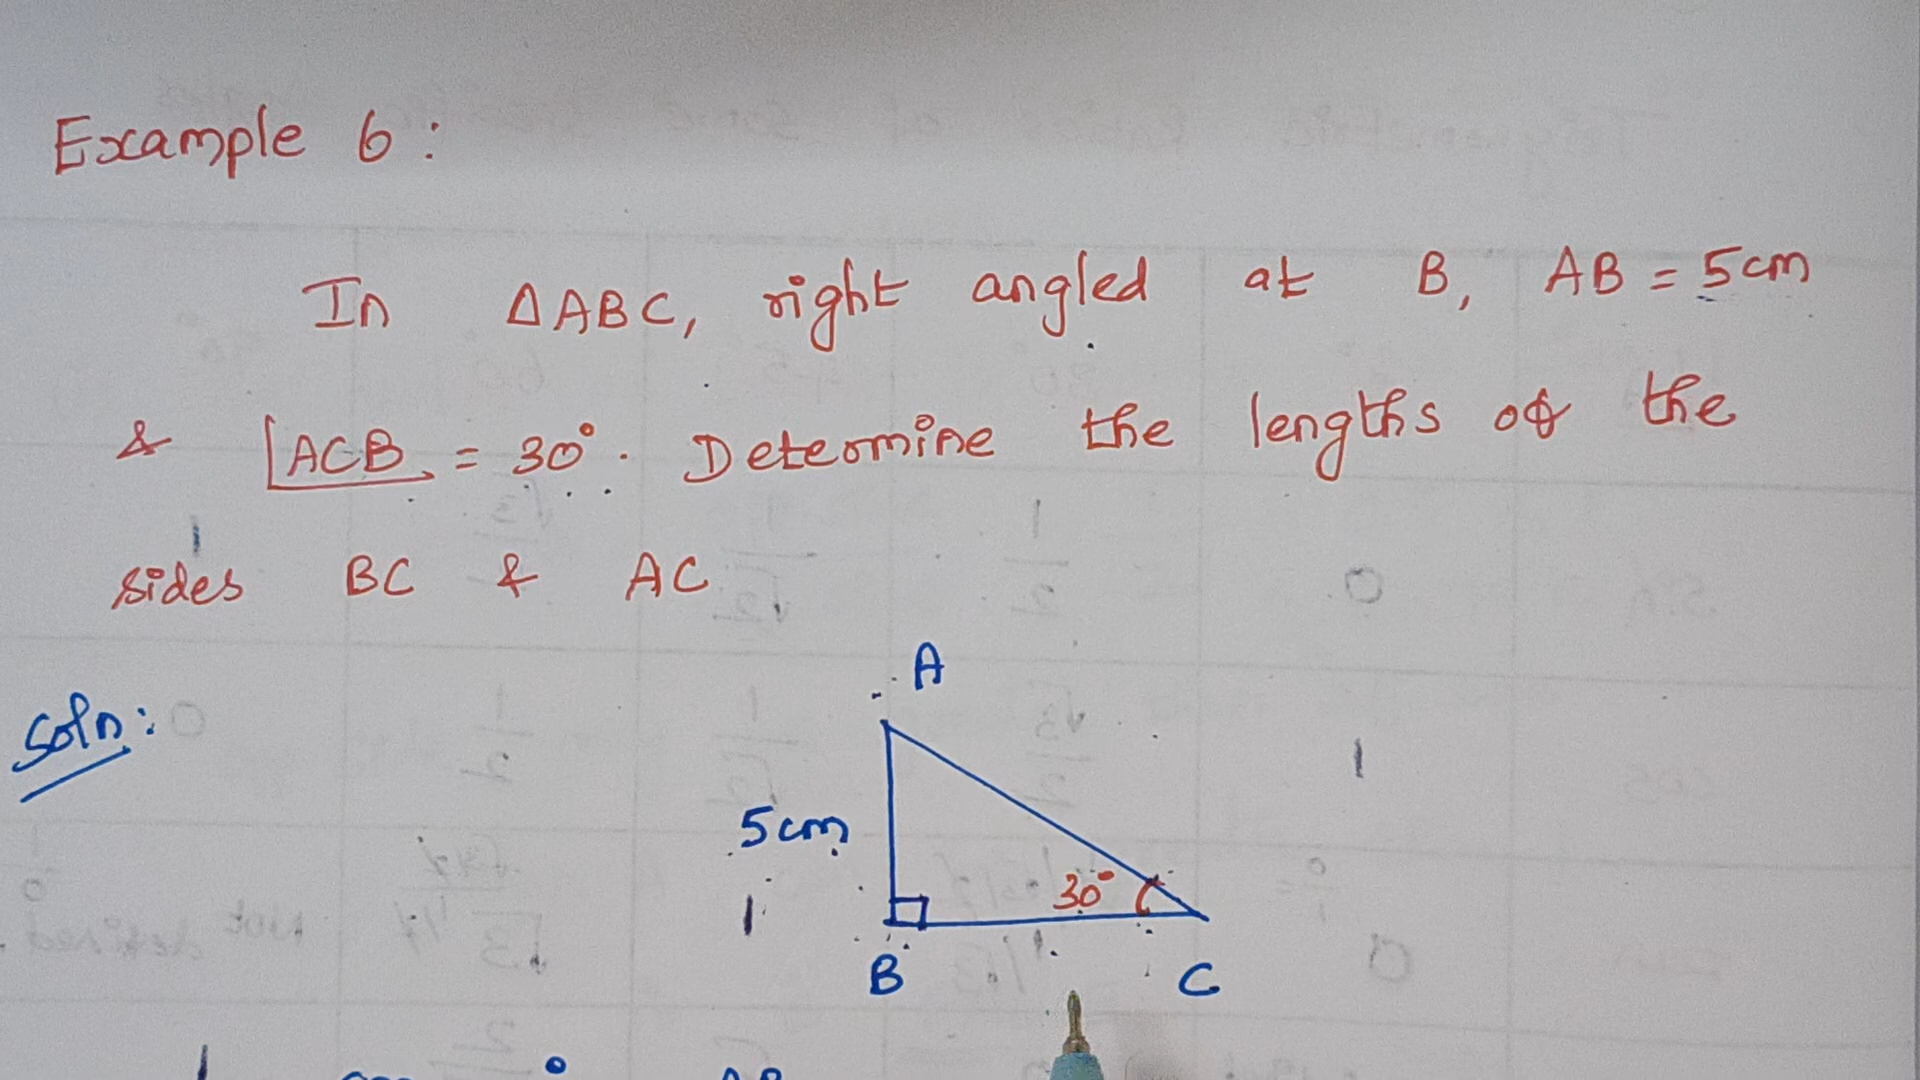 Example 6:
In ΔABC, right angled at B, AB = 5cm
& ∠ACB = 30°. Determine the lengths of the
sides BC & AC
Soln:
A
5cm
30°
B
C